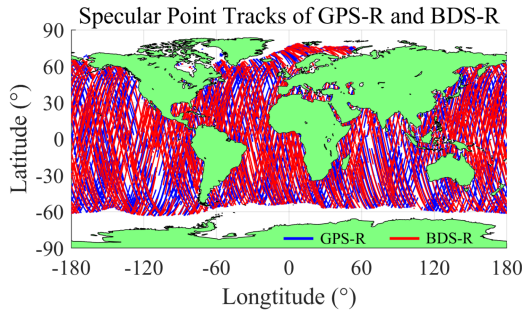 Specular Point Tracks of GPS-R and BDS-R
90
60
30
0
-30
-60
-90
Latitude (°)
GPS-R BDS-R
-180 -120 -60 0 60 120 180
Longtitude (°)